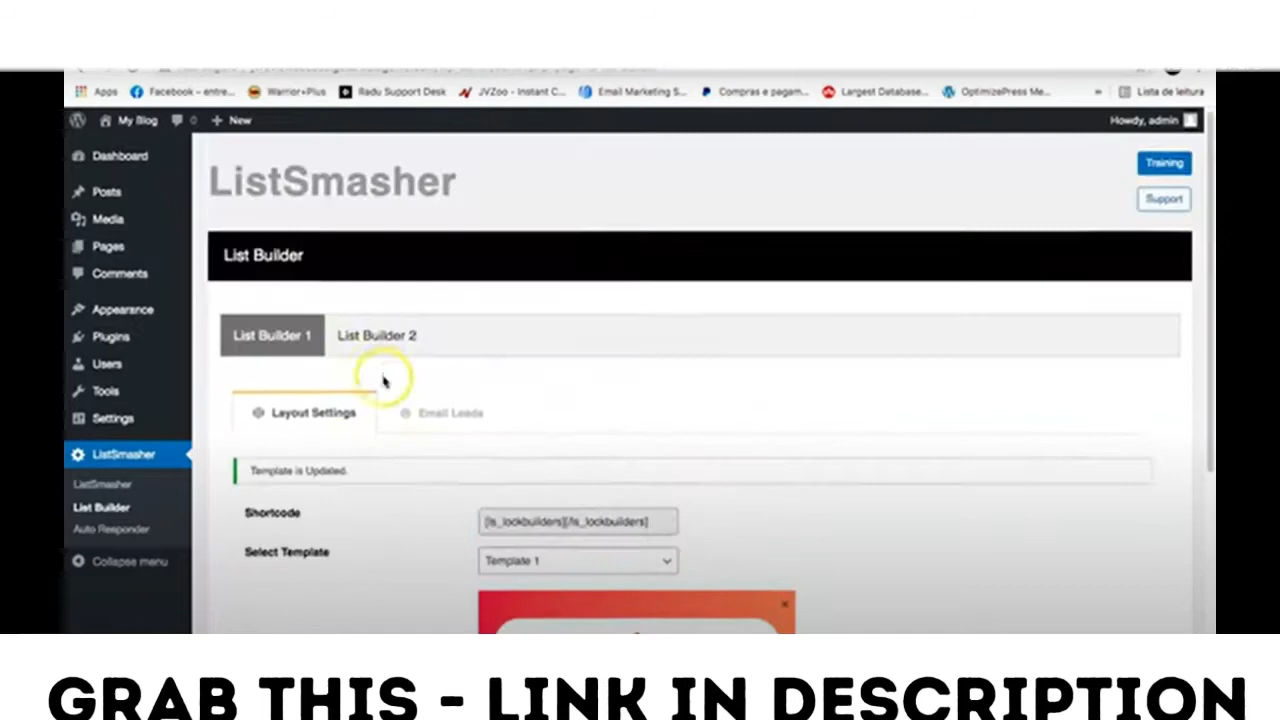 Apps Facebook – entre... Warrior+Plus Radu Support Desk JVZoo - Instant C... Email Marketing S... Compras e pagam... Largest Database... OptimizePress Me... » Lista de leitura
My Blog 0 + New Howdy, admin
Dashboard
Posts
Media
Pages
Comments
Appearance
Plugins
Users
Tools
Settings
ListSmasher
ListSmasher
List Builder
Auto Responder
Collapse menu
ListSmasher
Training
Support
List Builder
List Builder 1 List Builder 2
Layout Settings Email Leads
Template is Updated.
Shortcode [ls_lockbuilders][/ls_lockbuilders]
Select Template Template 1
GRAB THIS - LINK IN DESCRIPTION